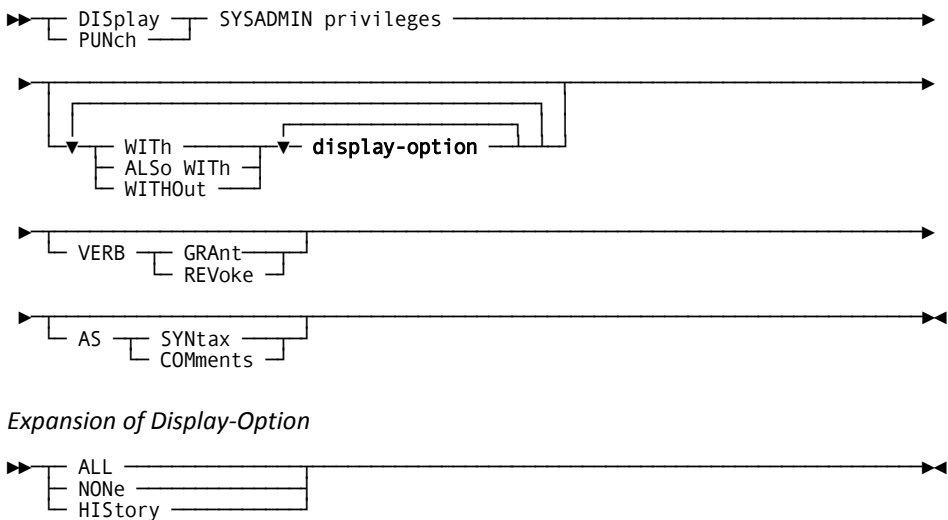 DISplay SYSADMIN privileges
PUNch
WITh display-option
ALSo WITh
WITHOut
VERB GRAnt
REVoke
AS SYNtax
COMments
Expansion of Display-Option
ALL
NONe
HIStory